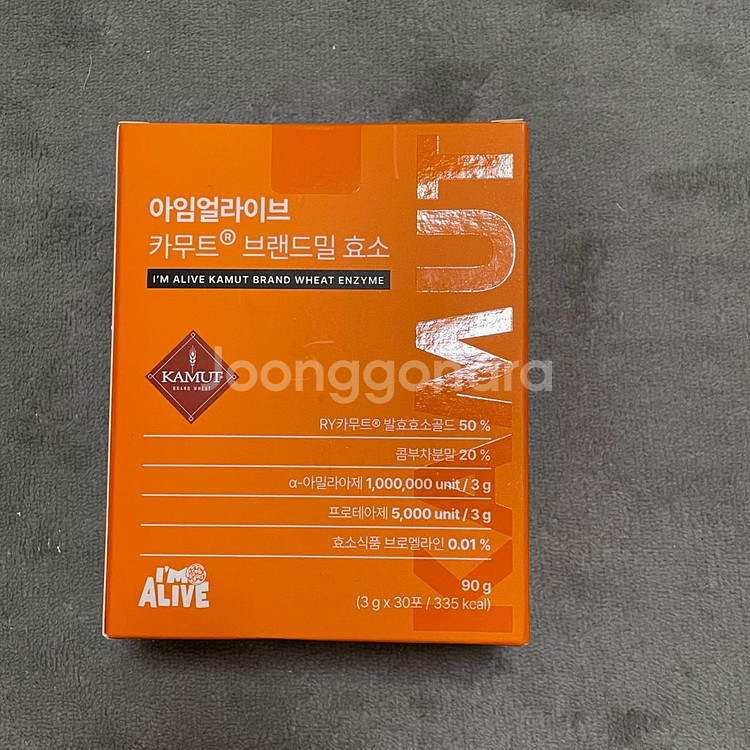 아임얼라이브
카무트® 브랜드밀 효소
I'M ALIVE KAMUT BRAND WHEAT ENZYME
KAMUT
KAMUT
BRAND WHEAT
loonggonara
RY카무트® 발효효소골드 50 %
콤부차분말 20 %
α-아밀라아제 1,000,000 unit / 3 g
프로테아제 5,000 unit / 3 g
효소식품 브로멜라인 0.01 %
I'M
ALIVE
90 g
(3 g x 30포 / 335 kcal)